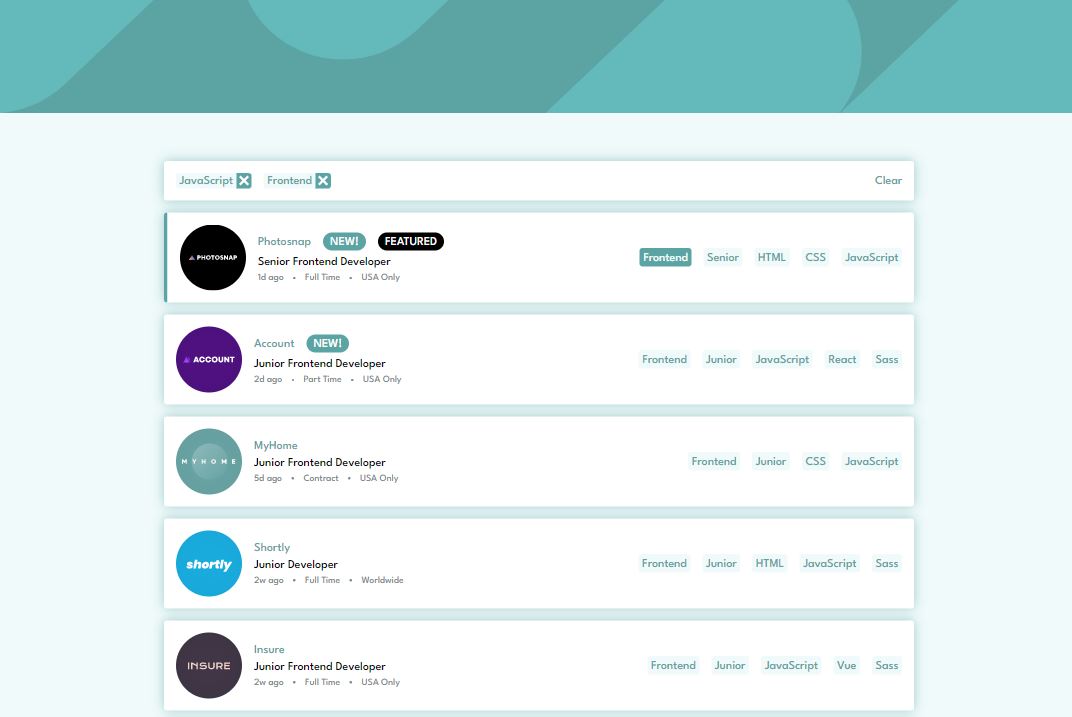 JavaScript Frontend Clear
PHOTOSNAP
Photosnap NEW! FEATURED
Senior Frontend Developer
1d ago • Full Time • USA Only
Frontend Senior HTML CSS JavaScript
ACCOUNT
Account NEW!
Junior Frontend Developer
2d ago • Part Time • USA Only
Frontend Junior JavaScript React Sass
MYHOME
MyHome
Junior Frontend Developer
5d ago • Contract • USA Only
Frontend Junior CSS JavaScript
shortly
Shortly
Junior Developer
2w ago • Full Time • Worldwide
Frontend Junior HTML JavaScript Sass
INSURE
Insure
Junior Frontend Developer
2w ago • Full Time • USA Only
Frontend Junior JavaScript Vue Sass